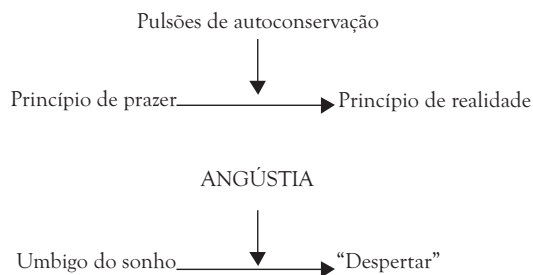 Pulsões de autoconservação
Princípio de prazer Princípio de realidade
ANGÚSTIA
Umbigo do sonho “Despertar”